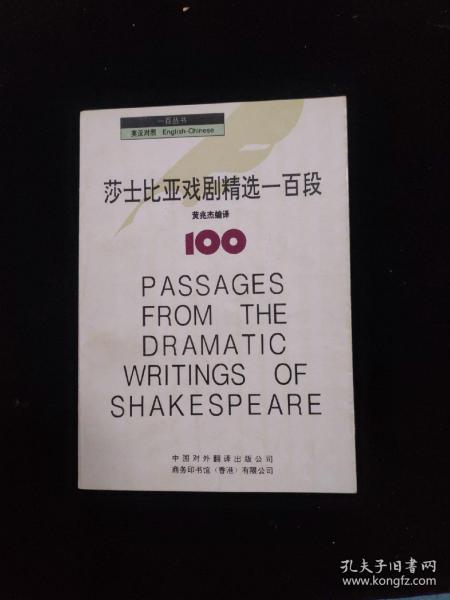 一百丛书
英汉对照 English-Chinese
莎士比亚戏剧精选一百段
黄兆杰编译
100
PASSAGES
FROM THE
DRAMATIC
WRITINGS OF
SHAKESPEARE
中国对外翻译出版公司
商务印书馆（香港）有限公司
孔夫子旧书网
www.kongfz.com